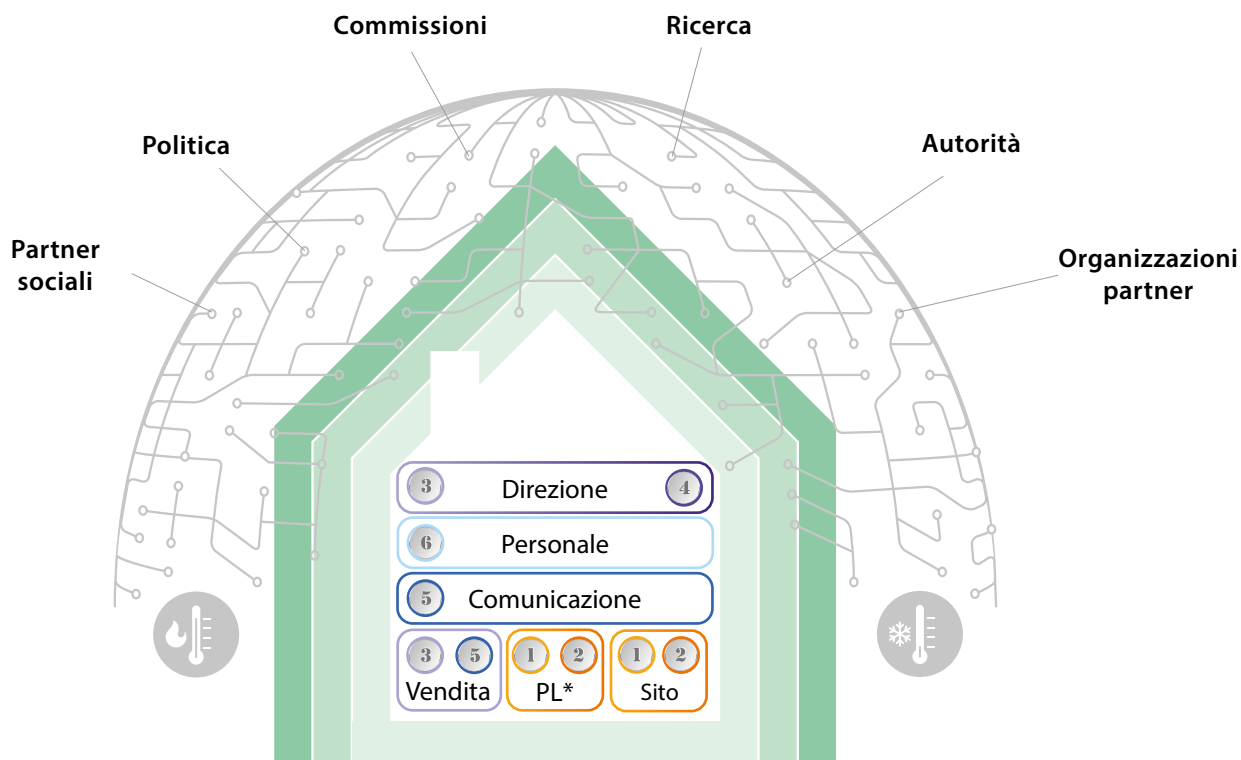 Commissioni
Ricerca
Politica
Autorità
Partner
sociali
Organizzazioni
partner
3 Direzione 4
6 Personale
5 Comunicazione
3 5
Vendita
1 2
PL*
1 2
Sito